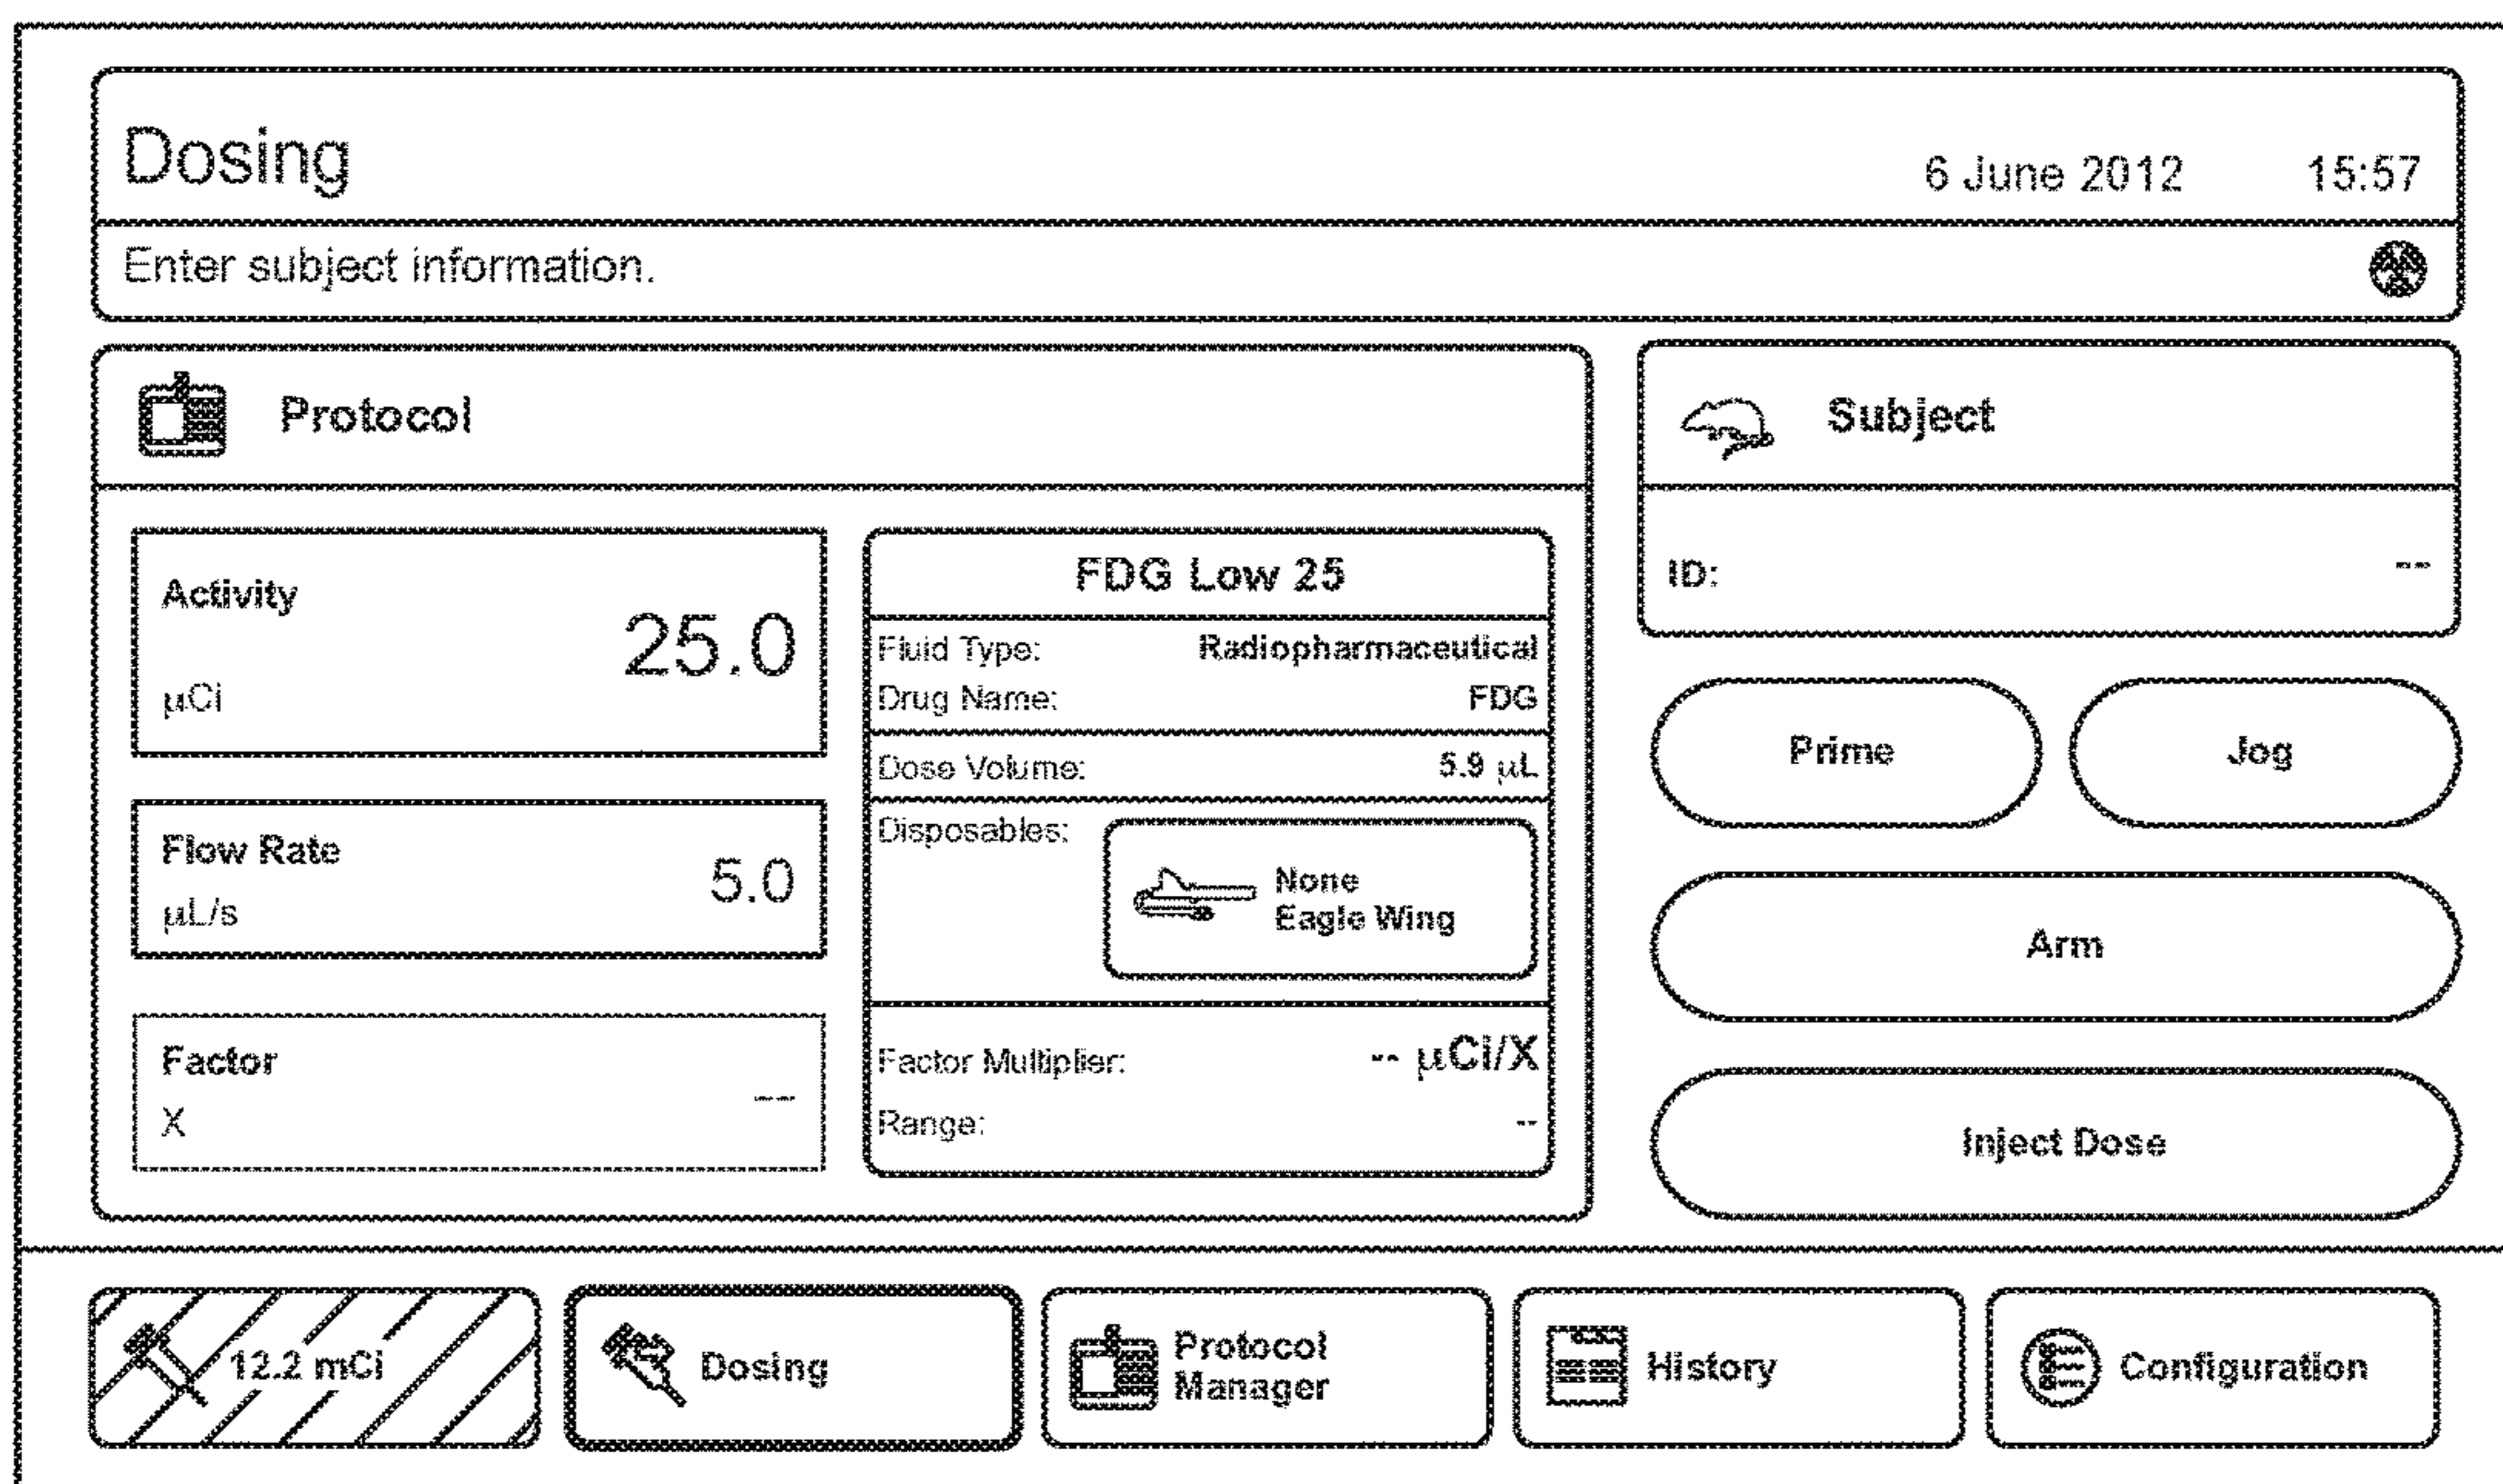 Dosing
6 June 2012 15:57
Enter subject information.
Protocol
Activity
25.0
µCi
Flow Rate
5.0
µL/s
Factor
--
X
FDG Low 25
Fluid Type: Radiopharmaceutical
Drug Name: FDG
Dose Volume: 5.9 µL
Disposables:
None
Eagle Wing
Factor Multiplier: -- µCi/X
Range: --
Subject
ID: --
Prime
Jog
Arm
Inject Dose
12.2 mCi
Dosing
Protocol
Manager
History
Configuration